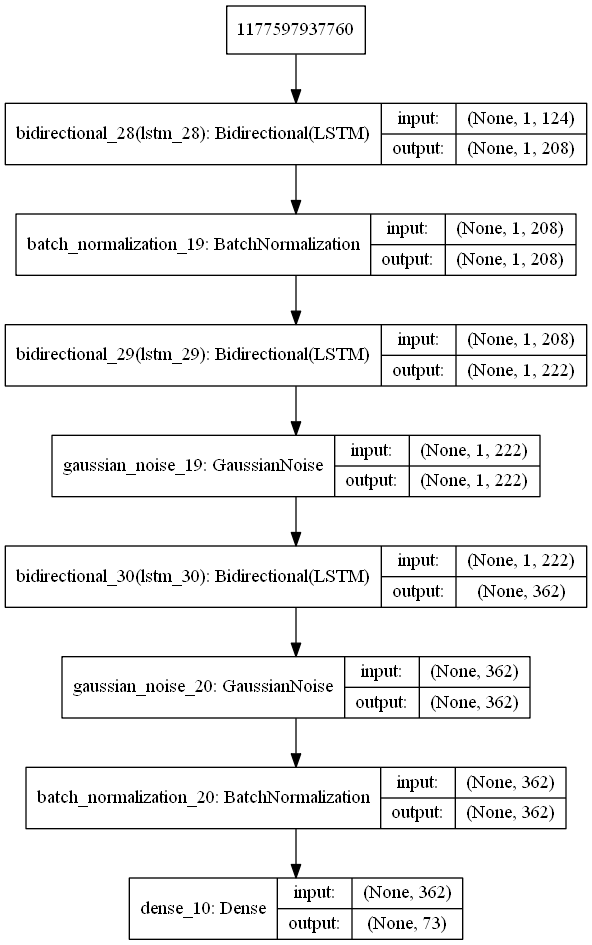 1177597937760
bidirectional_28(lstm_28): Bidirectional(LSTM)
input: (None, 1, 124)
output: (None, 1, 208)
batch_normalization_19: BatchNormalization
input: (None, 1, 208)
output: (None, 1, 208)
bidirectional_29(lstm_29): Bidirectional(LSTM)
input: (None, 1, 208)
output: (None, 1, 222)
gaussian_noise_19: GaussianNoise
input: (None, 1, 222)
output: (None, 1, 222)
bidirectional_30(lstm_30): Bidirectional(LSTM)
input: (None, 1, 222)
output: (None, 362)
gaussian_noise_20: GaussianNoise
input: (None, 362)
output: (None, 362)
batch_normalization_20: BatchNormalization
input: (None, 362)
output: (None, 362)
dense_10: Dense
input: (None, 362)
output: (None, 73)